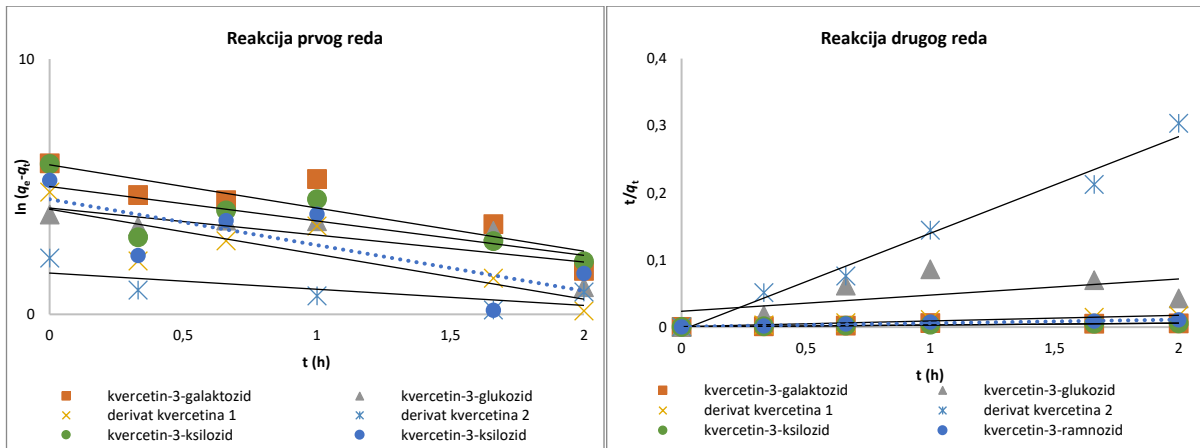 Reakcija prvog reda
10
0
ln (qe-qt)
0 0,5 1 1,5 2
t (h)
kvercetin-3-galaktozid kvercetin-3-glukozid
derivat kvercetina 1 derivat kvercetina 2
kvercetin-3-ksilozid kvercetin-3-ksilozid
Reakcija drugog reda
0,4
0,3
0,2
0,1
0
t/qt
0 0,5 1 1,5 2
t (h)
kvercetin-3-galaktozid kvercetin-3-glukozid
derivat kvercetina 1 derivat kvercetina 2
kvercetin-3-ksilozid kvercetin-3-ramnozid